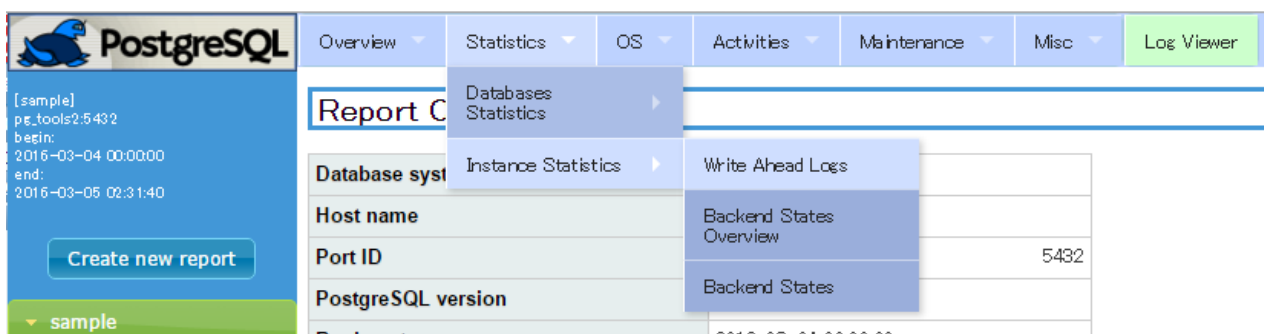 PostgreSQL
Overview
Statistics
OS
Activities
Maintenance
Misc
Log Viewer
[sample]
pg_tools2:5432
begin:
2016-03-04 00:00:00
end:
2016-03-05 02:31:40
Create new report
sample
Databases
Statistics
Instance Statistics
Write Ahead Logs
Backend States
Overview
Backend States
Report
Database syst
Host name
Port ID
5432
PostgreSQL version